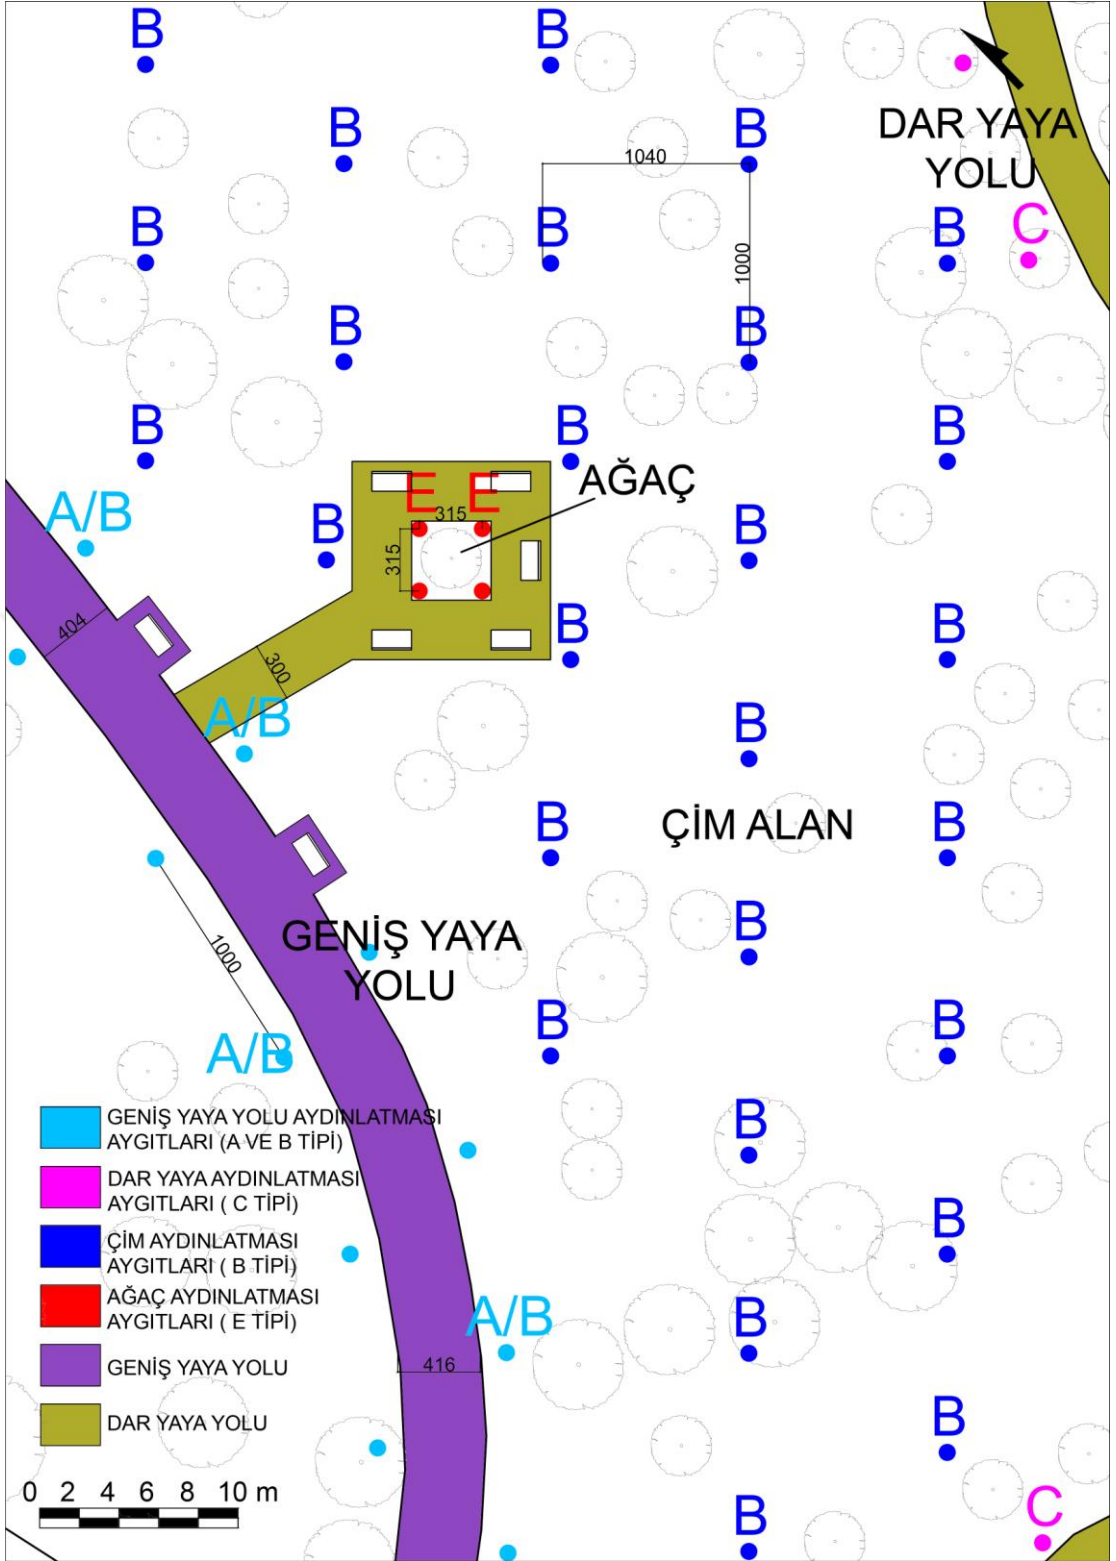 B
B
B
B
DAR YAYA
YOLU
1040
B
B
B
C
1000
B
B
B
B
B
A/B
B
E E
AĞAÇ
315
315
404
300
B
B
A/B
B
B
ÇİM ALAN
B
GENİŞ YAYA
YOLU
B
1000
B
B
A/B
GENİŞ YAYA YOLU AYDINLATMASI
AYGITLARI (A VE B TİPİ)
B
DAR YAYA AYDINLATMASI
AYGITLARI ( C TİPİ)
ÇİM AYDINLATMASI
AYGITLARI ( B TİPİ)
B
AĞAÇ AYDINLATMASI
AYGITLARI ( E TİPİ)
A/B
B
GENİŞ YAYA YOLU
416
DAR YAYA YOLU
B
0 2 4 6 8 10 m
B
C